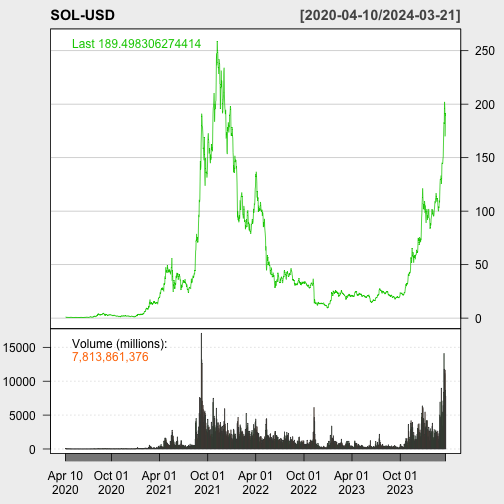 SOL-USD [2020-04-10/2024-03-21]
Last 189.498306274414
250
200
150
100
50
0
Volume (millions):
7,813,861,376
15000
10000
5000
0
Apr 10 Oct 01 Apr 01 Oct 01 Apr 01 Oct 01 Apr 03 Oct 01
2020 2020 2021 2021 2022 2022 2023 2023